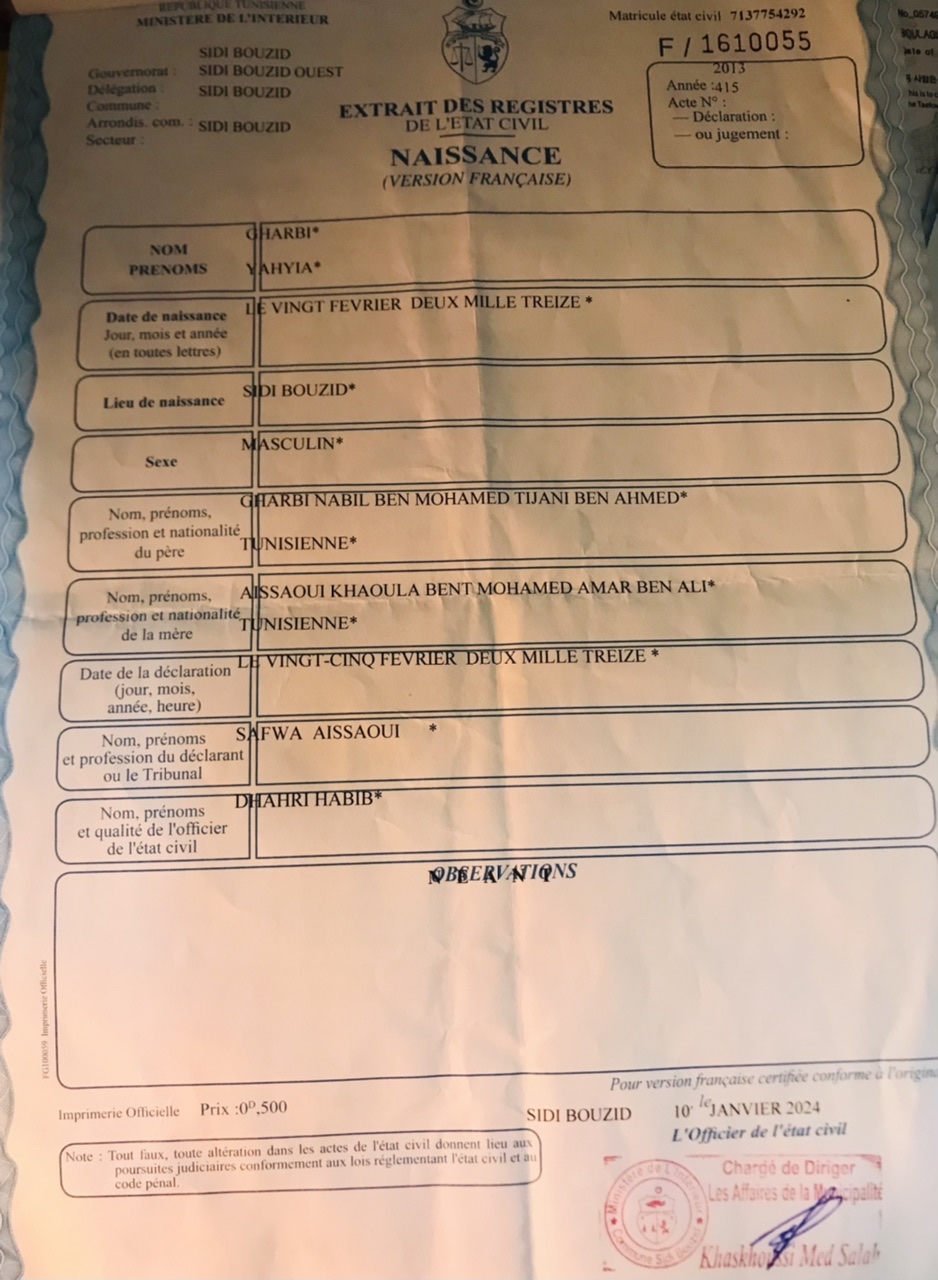 REPUBLIQUE TUNISIENNE
MINISTERE DE L'INTERIEUR
Gouvernorat : SIDI BOUZID
Délégation : SIDI BOUZID OUEST
Commune : SIDI BOUZID
Arrondis. com. : SIDI BOUZID
Secteur :
Matricule état civil 7137754292
F / 1610055
2013
Année :415
Acte N° :
— Déclaration :
— ou jugement :
EXTRAIT DES REGISTRES
DE L'ETAT CIVIL
NAISSANCE
(VERSION FRANÇAISE)
NOM GHARBI*
PRENOMS YAHYIA*
Date de naissance LE VINGT FEVRIER DEUX MILLE TREIZE *
Jour, mois et année
(en toutes lettres)
Lieu de naissance SIDI BOUZID*
Sexe MASCULIN*
Nom, prénoms, GHARBI NABIL BEN MOHAMED TIJANI BEN AHMED*
profession et nationalité
du père TUNISIENNE*
Nom, prénoms, AISSAOUI KHAOULA BENT MOHAMED AMAR BEN ALI*
profession et nationalité
de la mère TUNISIENNE*
Date de la déclaration LE VINGT-CINQ FEVRIER DEUX MILLE TREIZE *
(jour, mois,
année, heure)
Nom, prénoms SAFWA AISSAOUI *
et profession du déclarant
ou le Tribunal
Nom, prénoms DHAHRI HABIB*
et qualité de l'officier
de l'état civil
OBSERVATIONS
N E A N T
FG100059 Imprimerie Officielle
Pour version française certifiée conforme à l'origina
Imprimerie Officielle Prix :0ᴰ,500
SIDI BOUZID 10 le JANVIER 2024
L'Officier de l'état civil
Note : Tout faux, toute altération dans les actes de l'état civil donnent lieu aux
poursuites judiciaires conformement aux lois réglementant l'état civil et au
code pénal.
Chargé de Diriger
Les Affaires de la Municipalité
Khaskhoussi Med Salah
Ministère de L'Intérieur